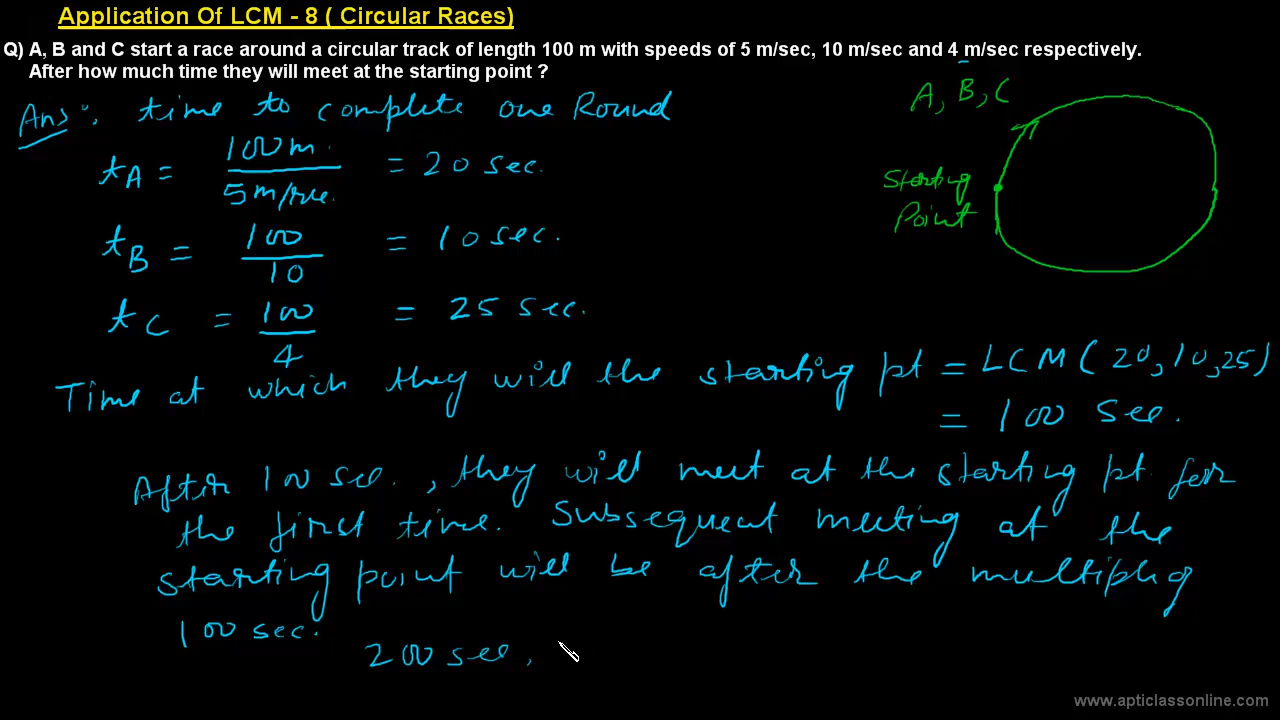 Application Of LCM - 8 ( Circular Races)
Q) A, B and C start a race around a circular track of length 100 m with speeds of 5 m/sec, 10 m/sec and 4 m/sec respectively.
After how much time they will meet at the starting point ?
Ans: time to complete one Round
A, B, C
tA = 100m. / 5m/sec. = 20 sec.
Starting
Point
tB = 100 / 10 = 10 sec.
tC = 100 / 4 = 25 sec.
Time at which they will the starting pt = LCM (20, 10, 25)
= 100 sec.
After 100 sec., they will meet at the starting pt. for
the first time. Subsequent meeting at the
starting point will be after the multiple of
100 sec.
200 sec,
www.apticlassonline.com